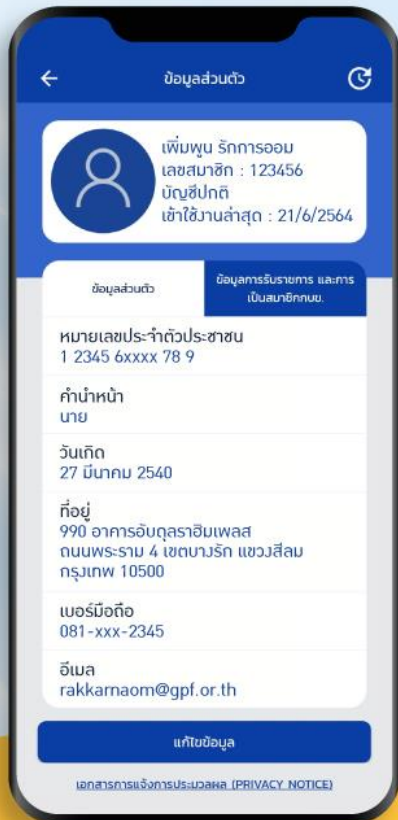 ข้อมูลส่วนตัว
เพิ่มพูน รักการออม
เลขสมาชิก : 123456
บัญชีปกติ
เข้าใช้งานล่าสุด : 21/6/2564
ข้อมูลส่วนตัว
ข้อมูลการรับราชการ และการ
เป็นสมาชิกกบข.
หมายเลขประจำตัวประชาชน
1 2345 6xxxx 78 9
คำนำหน้า
นาย
วันเกิด
27 มีนาคม 2540
ที่อยู่
990 อาคารอับดุลราฮิมเพลส
ถนนพระราม 4 เขตบางรัก แขวงสีลม
กรุงเทพ 10500
เบอร์มือถือ
081-xxx-2345
อีเมล
rakkarnaom@gpf.or.th
แก้ไขข้อมูล
เอกสารการแจ้งการประมวลผล (PRIVACY NOTICE)